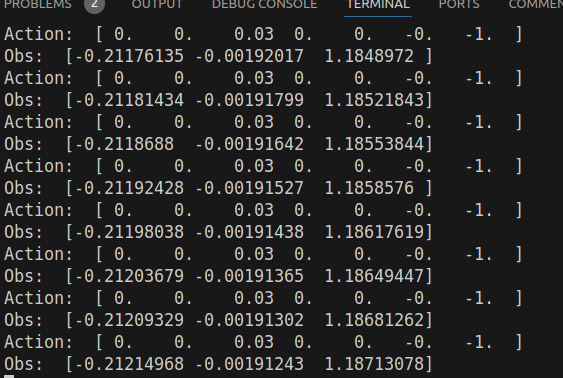 PROBLEMS 2 OUTPUT DEBUG CONSOLE TERMINAL PORTS COMMEN
Action: [ 0. 0. 0.03 0. 0. -0. -1. ]
Obs: [-0.21176135 -0.00192017 1.1848972 ]
Action: [ 0. 0. 0.03 0. 0. -0. -1. ]
Obs: [-0.21181434 -0.00191799 1.18521843]
Action: [ 0. 0. 0.03 0. 0. -0. -1. ]
Obs: [-0.2118688 -0.00191642 1.18553844]
Action: [ 0. 0. 0.03 0. 0. -0. -1. ]
Obs: [-0.21192428 -0.00191527 1.1858576 ]
Action: [ 0. 0. 0.03 0. 0. -0. -1. ]
Obs: [-0.21198038 -0.00191438 1.18617619]
Action: [ 0. 0. 0.03 0. 0. -0. -1. ]
Obs: [-0.21203679 -0.00191365 1.18649447]
Action: [ 0. 0. 0.03 0. 0. -0. -1. ]
Obs: [-0.21209329 -0.00191302 1.18681262]
Action: [ 0. 0. 0.03 0. 0. -0. -1. ]
Obs: [-0.21214968 -0.00191243 1.18713078]